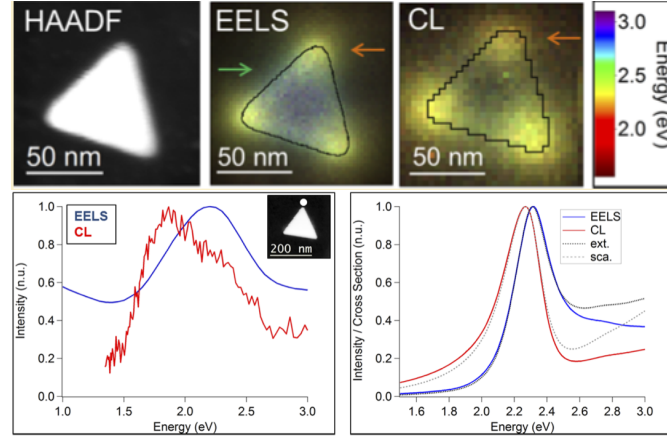 HAADF
50 nm
EELS
50 nm
CL
50 nm
3.0
2.5
2.0
Energy (eV)
EELS
CL
200 nm
Intensity (n.u.)
1.0
0.8
0.6
0.4
0.2
0.0
1.0 1.5 2.0 2.5 3.0
Energy (eV)
EELS
CL
ext.
sca.
Intensity / Cross Section (n.u.)
1.0
0.8
0.6
0.4
0.2
0.0
1.6 1.8 2.0 2.2 2.4 2.6 2.8 3.0
Energy (eV)